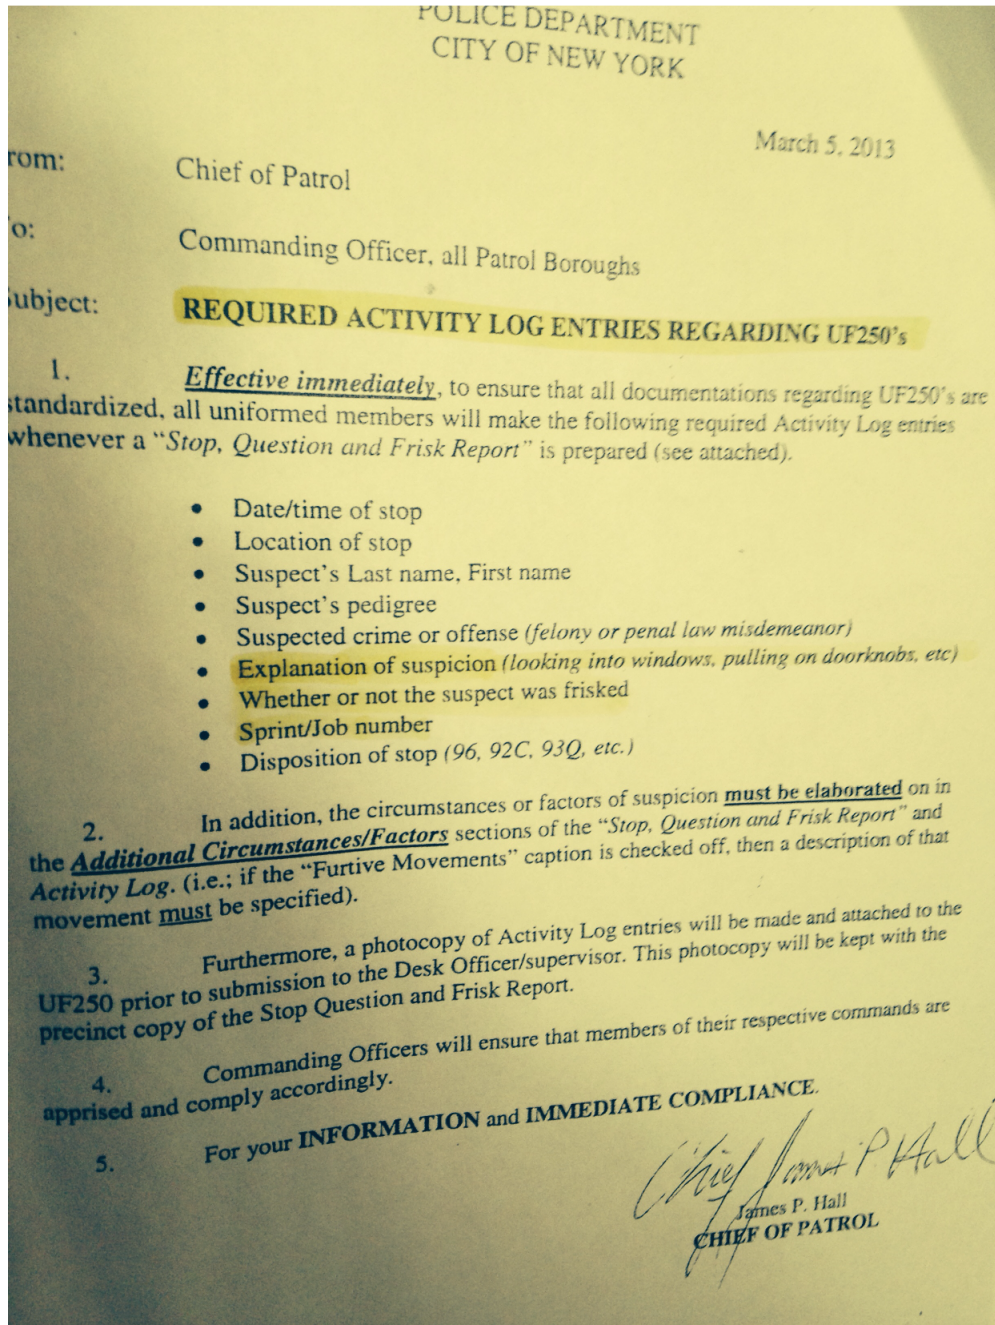 POLICE DEPARTMENT
CITY OF NEW YORK
March 5, 2013
rom:
Chief of Patrol
o:
Commanding Officer, all Patrol Boroughs
ubject:
REQUIRED ACTIVITY LOG ENTRIES REGARDING UF250's
1. Effective immediately, to ensure that all documentations regarding UF250's are
standardized, all uniformed members will make the following required Activity Log entries
whenever a “Stop, Question and Frisk Report” is prepared (see attached).
• Date/time of stop
• Location of stop
• Suspect's Last name, First name
• Suspect's pedigree
• Suspected crime or offense (felony or penal law misdemeanor)
• Explanation of suspicion (looking into windows, pulling on doorknobs, etc)
• Whether or not the suspect was frisked
• Sprint/Job number
• Disposition of stop (96, 92C, 93Q, etc.)
2. In addition, the circumstances or factors of suspicion must be elaborated on in
the Additional Circumstances/Factors sections of the “Stop, Question and Frisk Report” and
Activity Log. (i.e.; if the “Furtive Movements” caption is checked off, then a description of that
movement must be specified).
3. Furthermore, a photocopy of Activity Log entries will be made and attached to the
UF250 prior to submission to the Desk Officer/supervisor. This photocopy will be kept with the
precinct copy of the Stop Question and Frisk Report.
4. Commanding Officers will ensure that members of their respective commands are
apprised and comply accordingly.
5. For your INFORMATION and IMMEDIATE COMPLIANCE.
Chief James P. Hall
James P. Hall
CHIEF OF PATROL